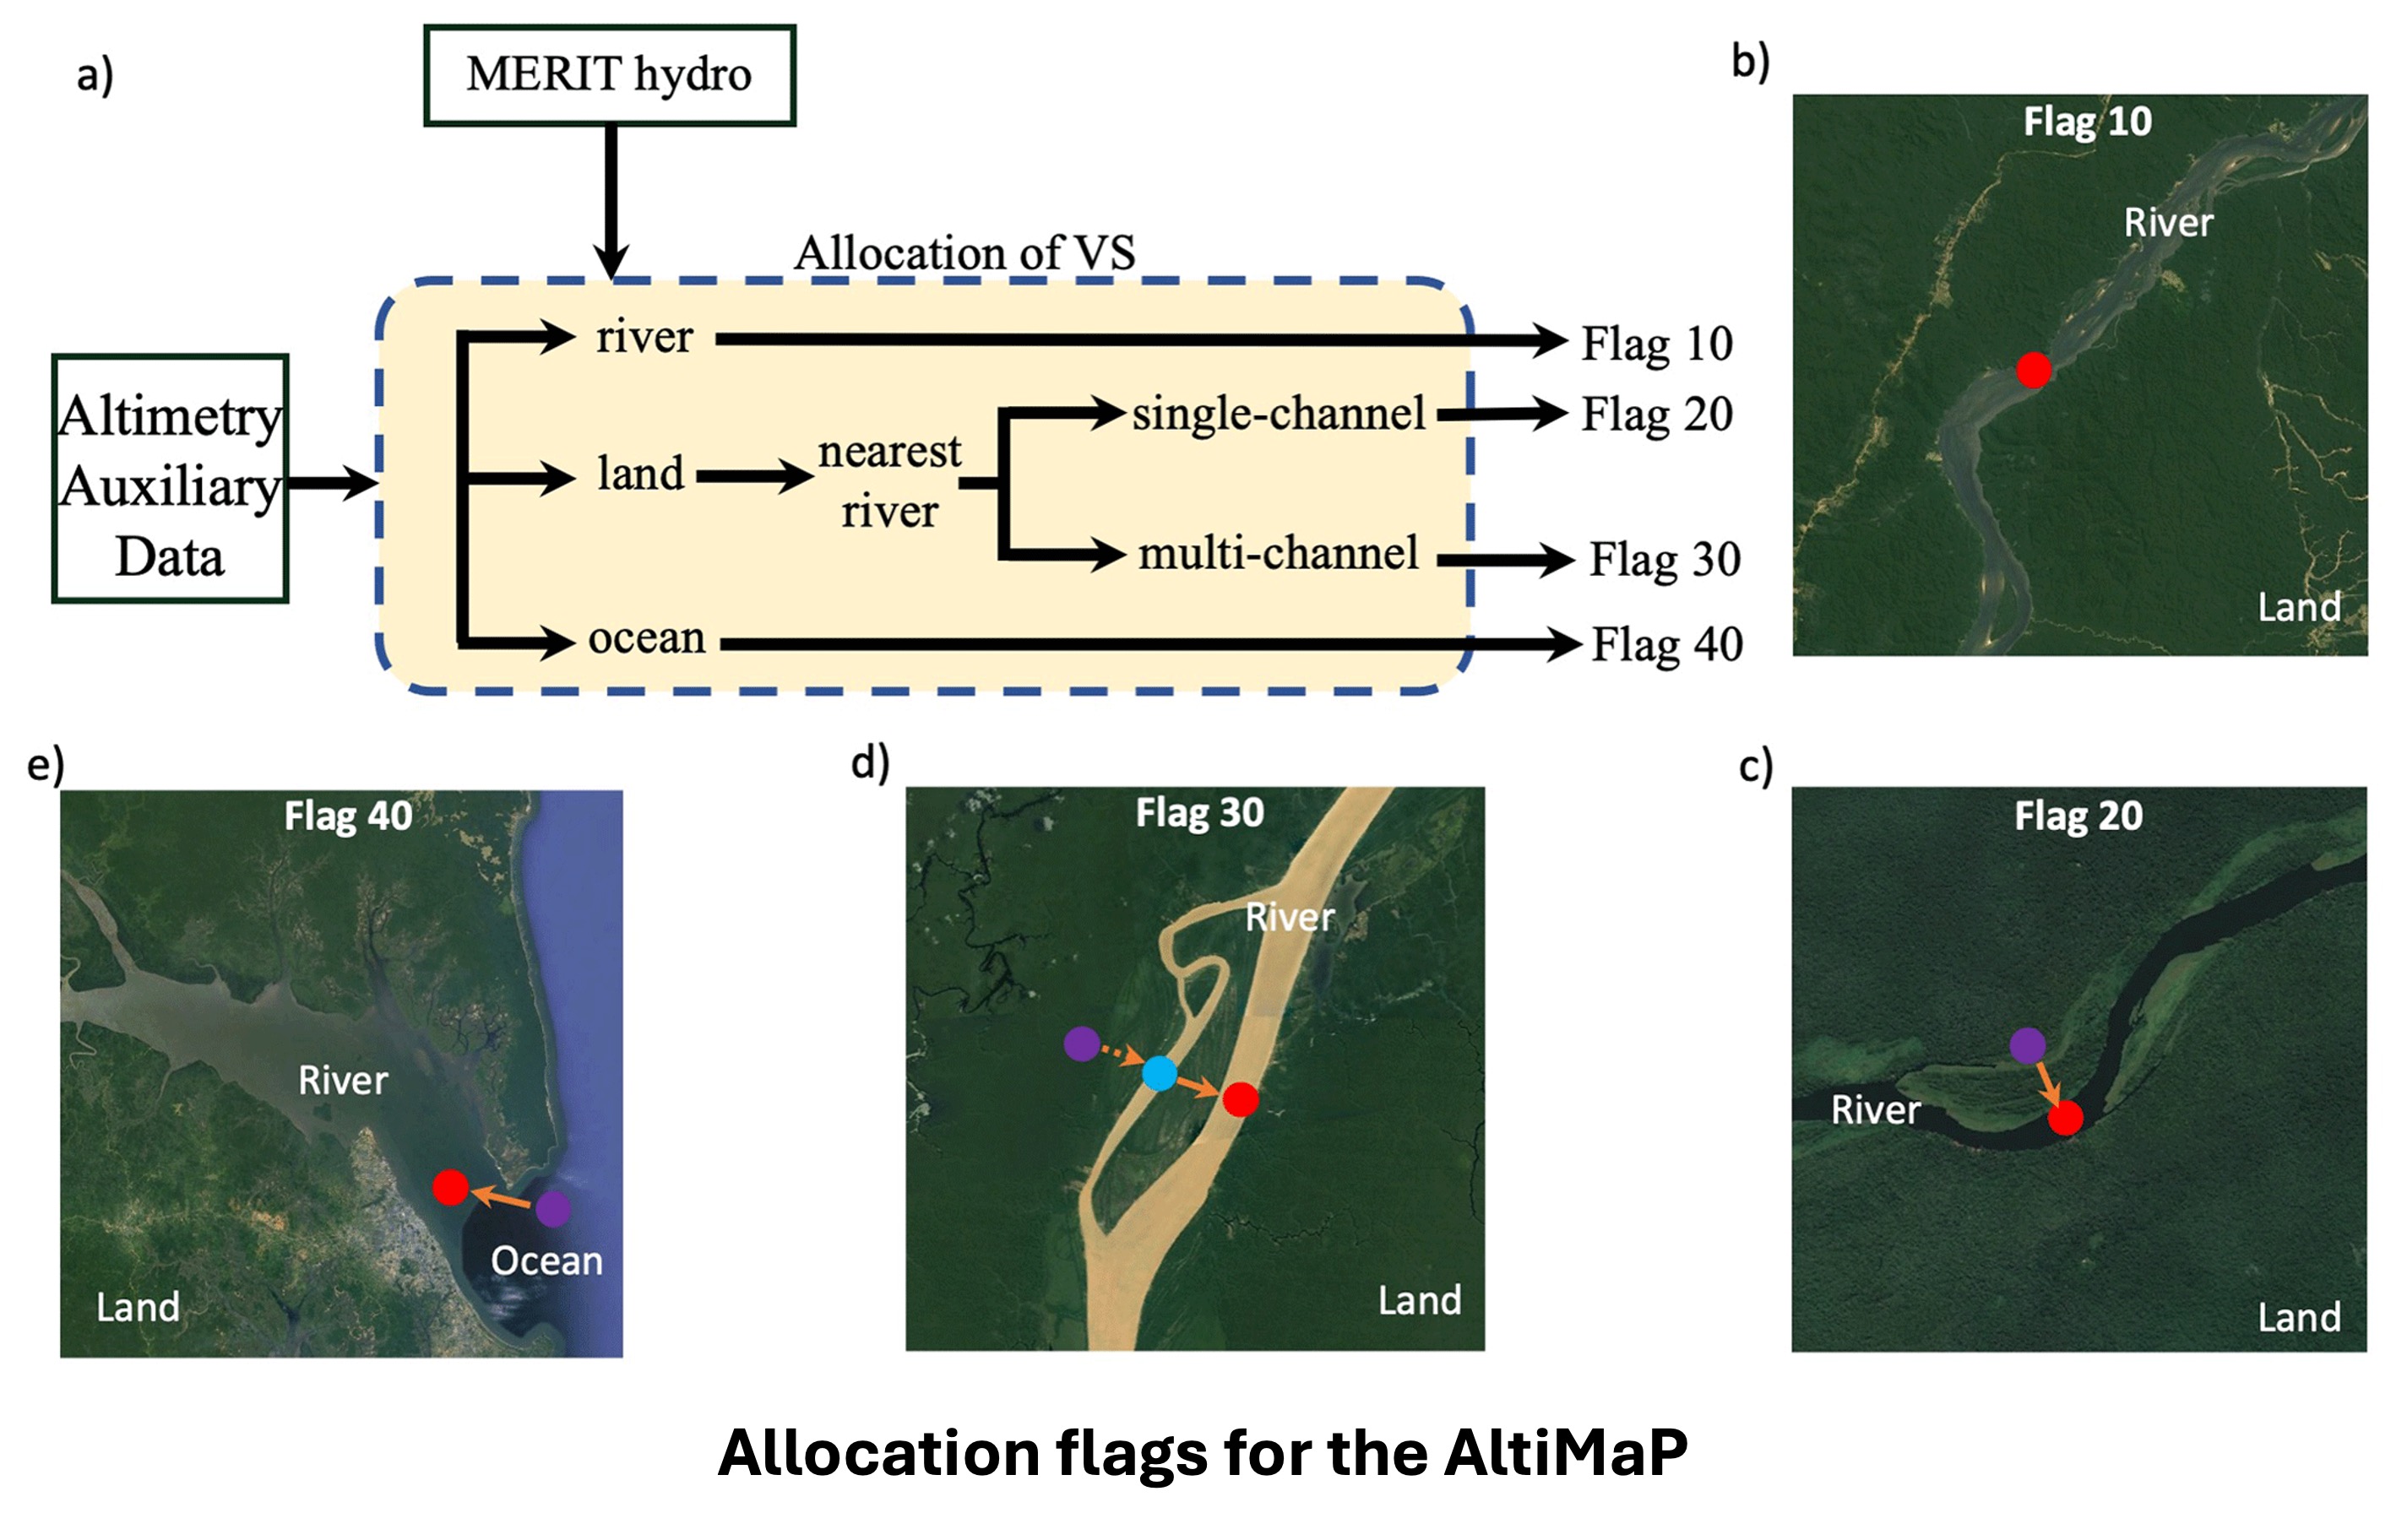 a)
MERIT hydro
Allocation of VS
Altimetry
Auxiliary
Data
river
Flag 10
single-channel
Flag 20
land
nearest
river
multi-channel
Flag 30
ocean
Flag 40
b)
Flag 10
River
Land
e)
Flag 40
River
Ocean
Land
d)
Flag 30
River
Land
c)
Flag 20
River
Land
Allocation flags for the AltiMaP